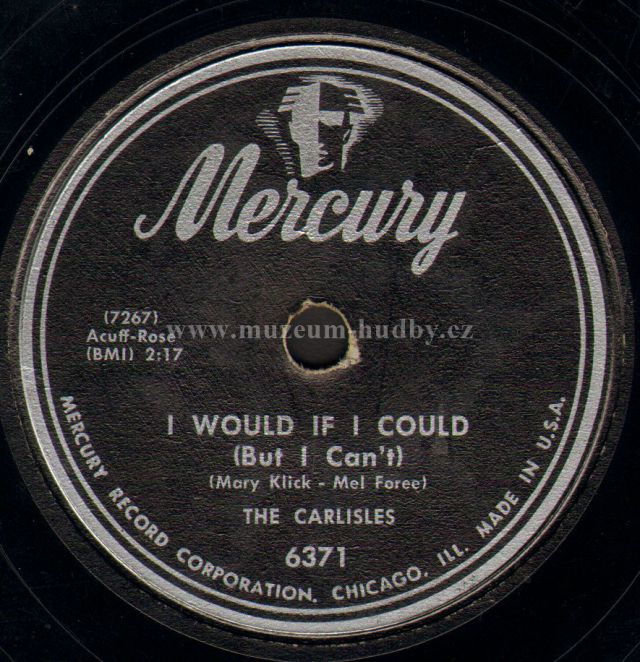 Mercury
(7267)
Acuff-Rose
(BMI) 2:17
www.muzeum-hudby.cz
I WOULD IF I COULD
(But I Can't)
(Mary Klick - Mel Foree)
THE CARLISLES
6371
MERCURY RECORD CORPORATION. CHICAGO, ILL. MADE IN U.S.A.